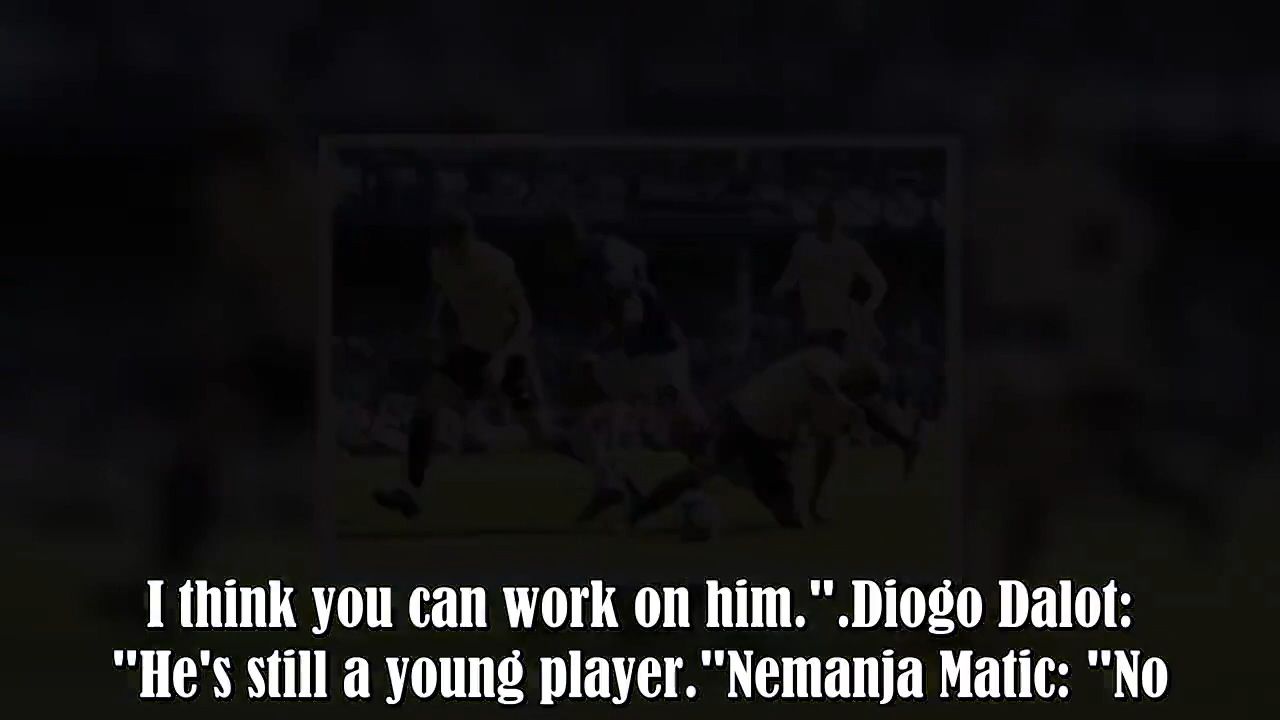 I think you can work on him.".Diogo Dalot:
"He's still a young player."Nemanja Matic: "No